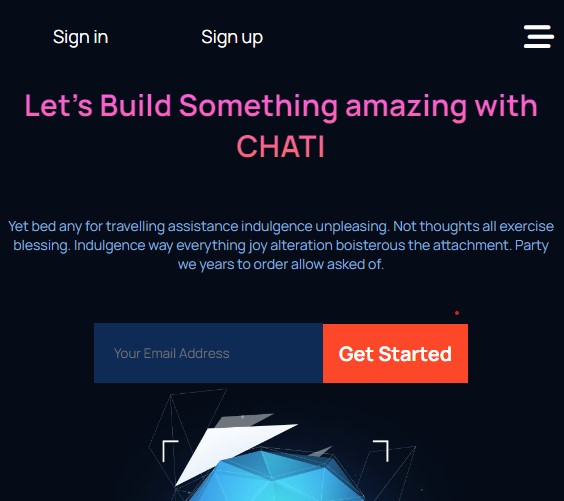 Sign in Sign up
Let's Build Something amazing with
CHATI
Yet bed any for travelling assistance indulgence unpleasing. Not thoughts all exercise
blessing. Indulgence way everything joy alteration boisterous the attachment. Party
we years to order allow asked of.
Your Email Address Get Started